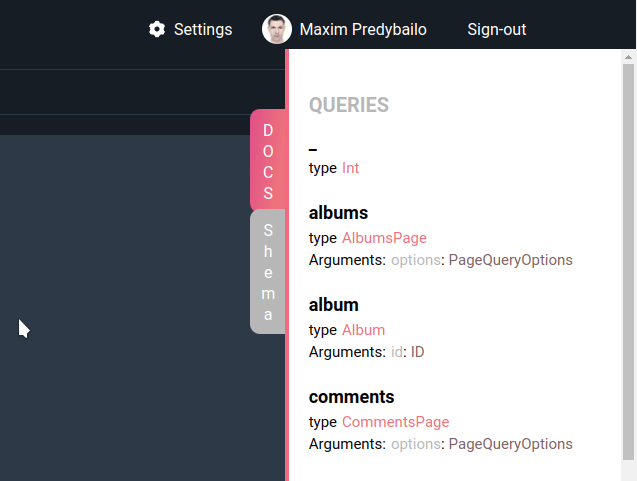 Settings Maxim Predybailo Sign-out
DOCS
Shema
QUERIES
_
type Int
albums
type AlbumsPage
Arguments: options: PageQueryOptions
album
type Album
Arguments: id: ID
comments
type CommentsPage
Arguments: options: PageQueryOptions